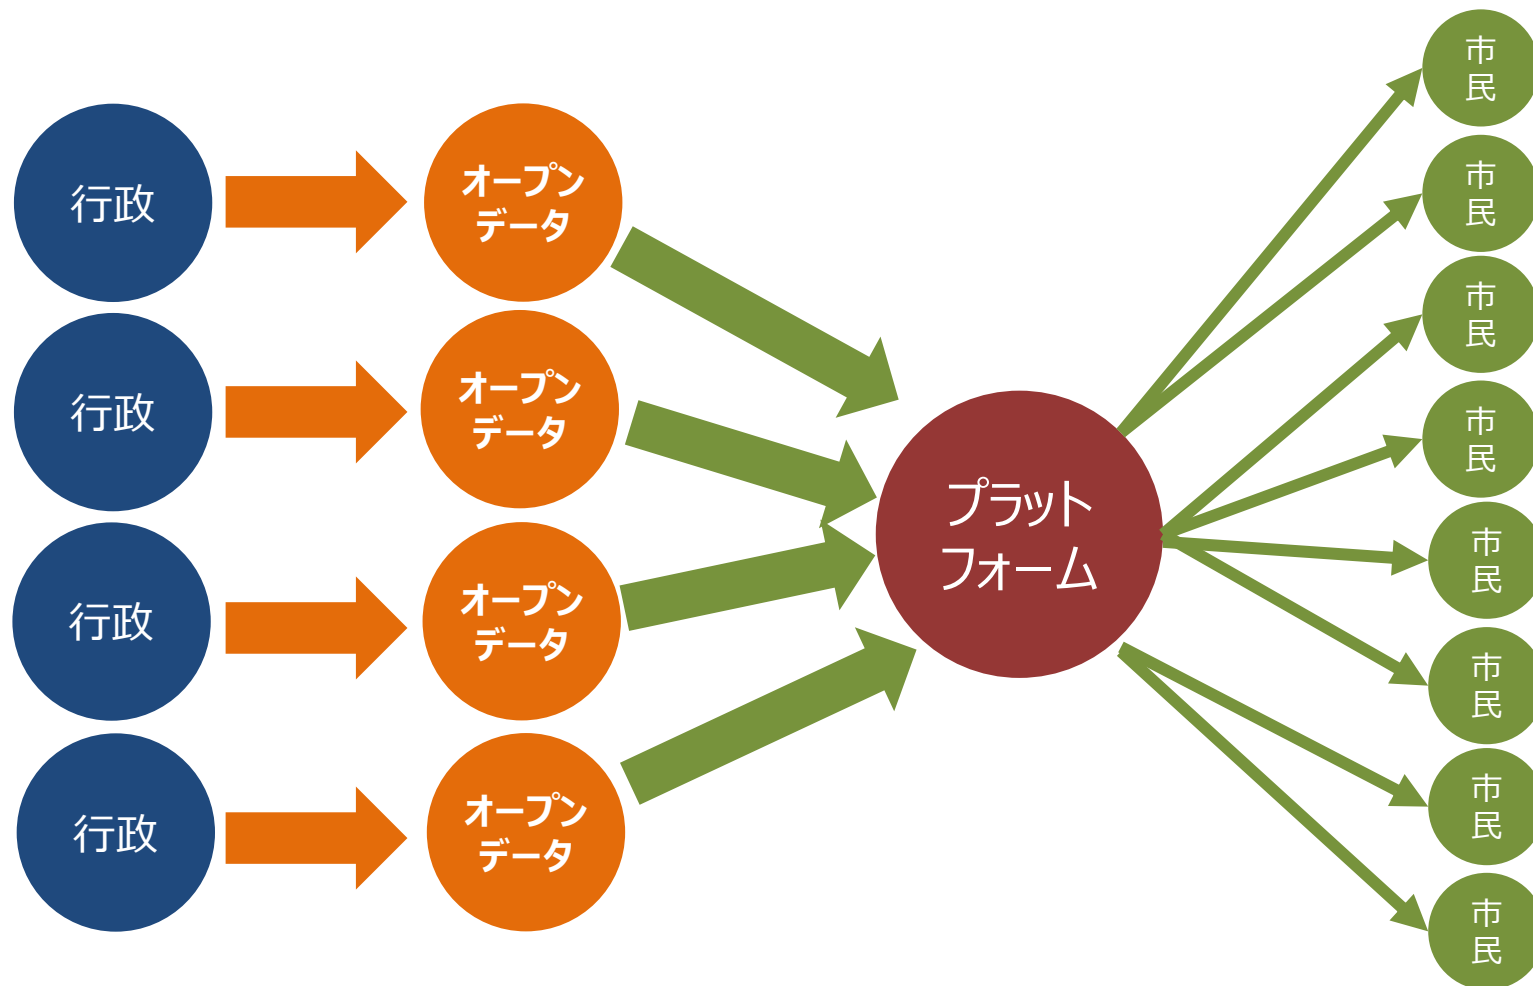 行政
行政
行政
行政
オープン
データ
オープン
データ
オープン
データ
オープン
データ
プラット
フォーム
市
民
市
民
市
民
市
民
市
民
市
民
市
民
市
民